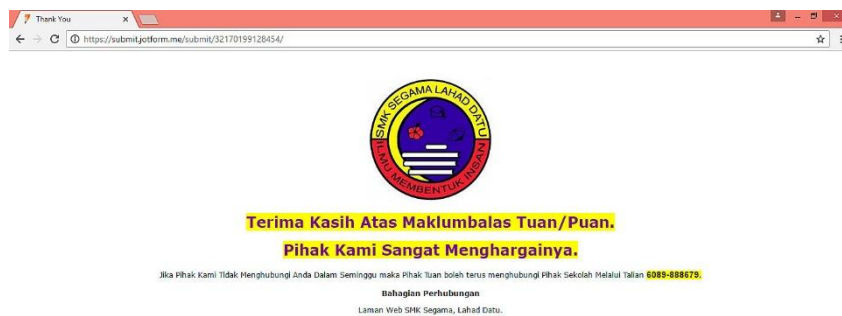 Thank You
https://submit.jotform.me/submit/32170199128454/
SMK SEGAMA LAHAD DATU
ILMU MEMBENTUK INSAN
Terima Kasih Atas Maklumbalas Tuan/Puan.
Pihak Kami Sangat Menghargainya.
Jika Pihak Kami Tidak Menghubungi Anda Dalam Seminggu maka Pihak Tuan boleh terus menghubungi Pihak Sekolah Melalui Talian 6089-888679.
Bahagian Perhubungan
Laman Web SMK Segama, Lahad Datu.